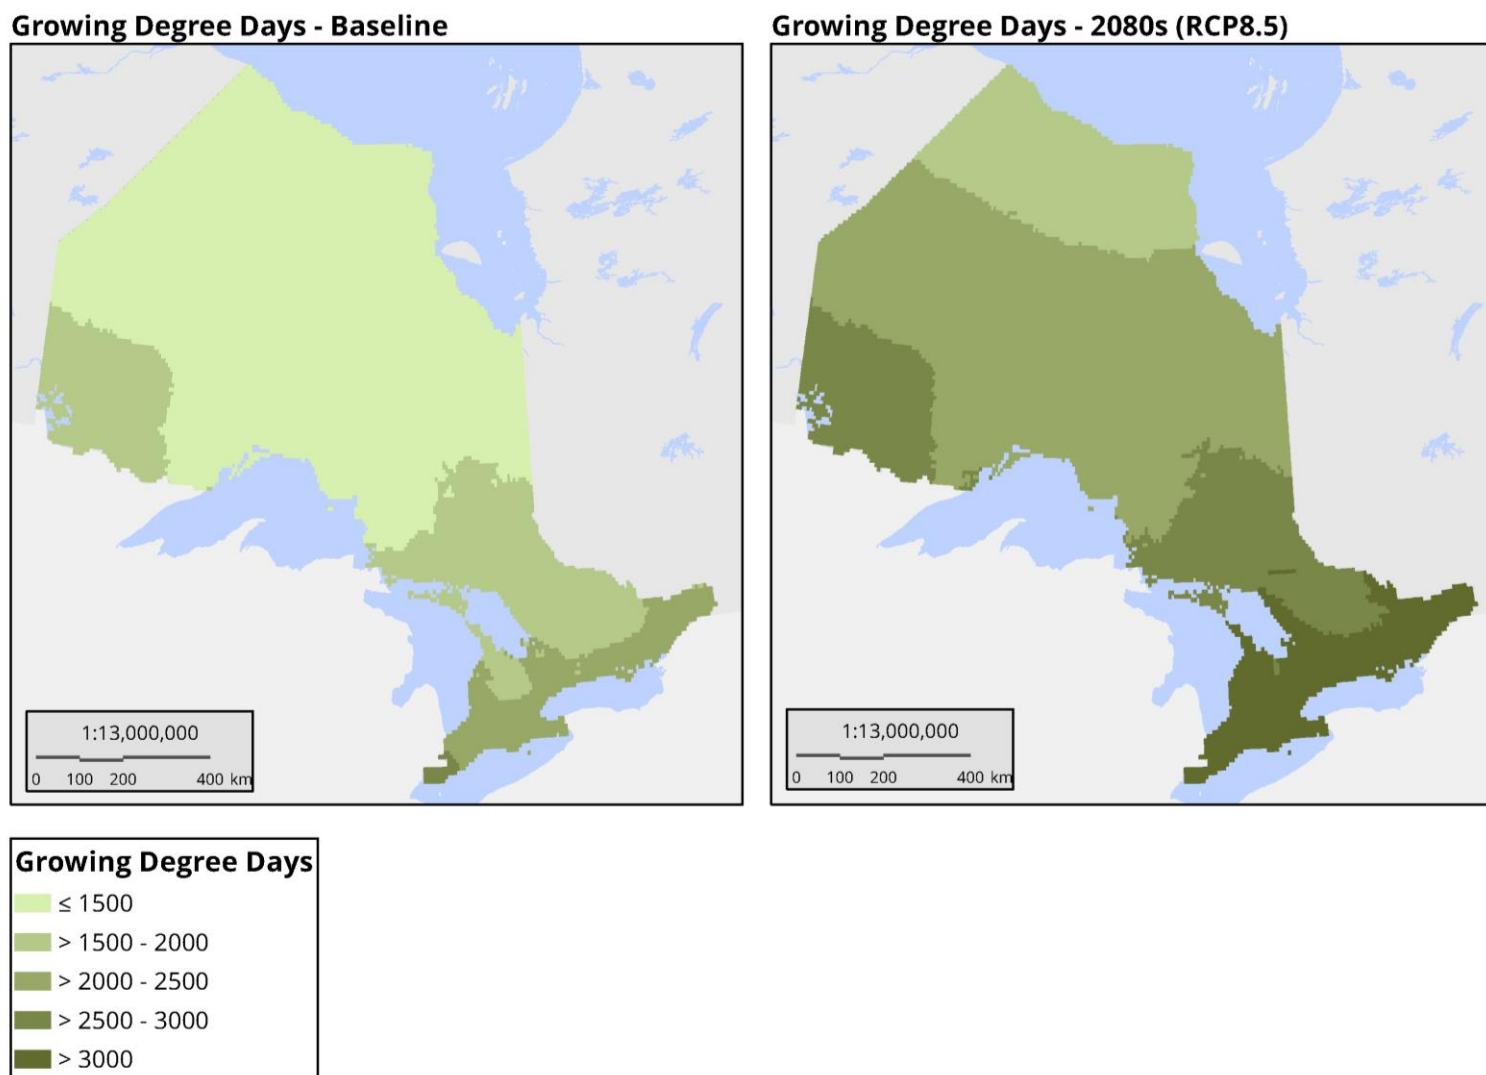 Growing Degree Days - Baseline
Growing Degree Days - 2080s (RCP8.5)
1:13,000,000
0 100 200 400 km
1:13,000,000
0 100 200 400 km
Growing Degree Days
≤ 1500
> 1500 - 2000
> 2000 - 2500
> 2500 - 3000
> 3000